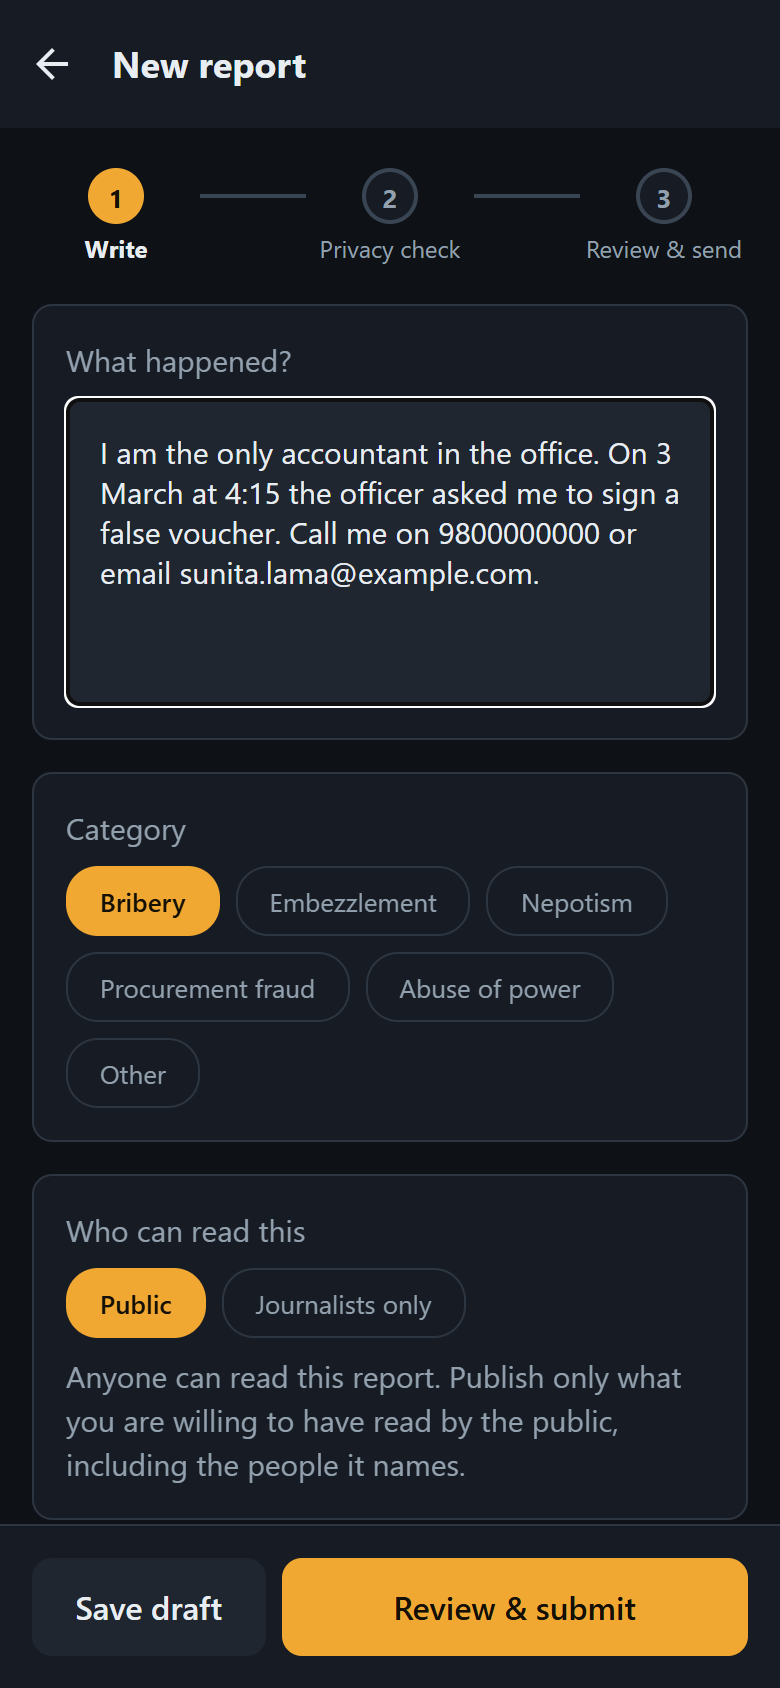 New report
1
2
3
Write
Privacy check
Review & send
What happened?
I am the only accountant in the office. On 3
March at 4:15 the officer asked me to sign a
false voucher. Call me on 9800000000 or
email sunita.lama@example.com.
Category
Bribery
Embezzlement
Nepotism
Procurement fraud
Abuse of power
Other
Who can read this
Public
Journalists only
Anyone can read this report. Publish only what
you are willing to have read by the public,
including the people it names.
Save draft
Review & submit